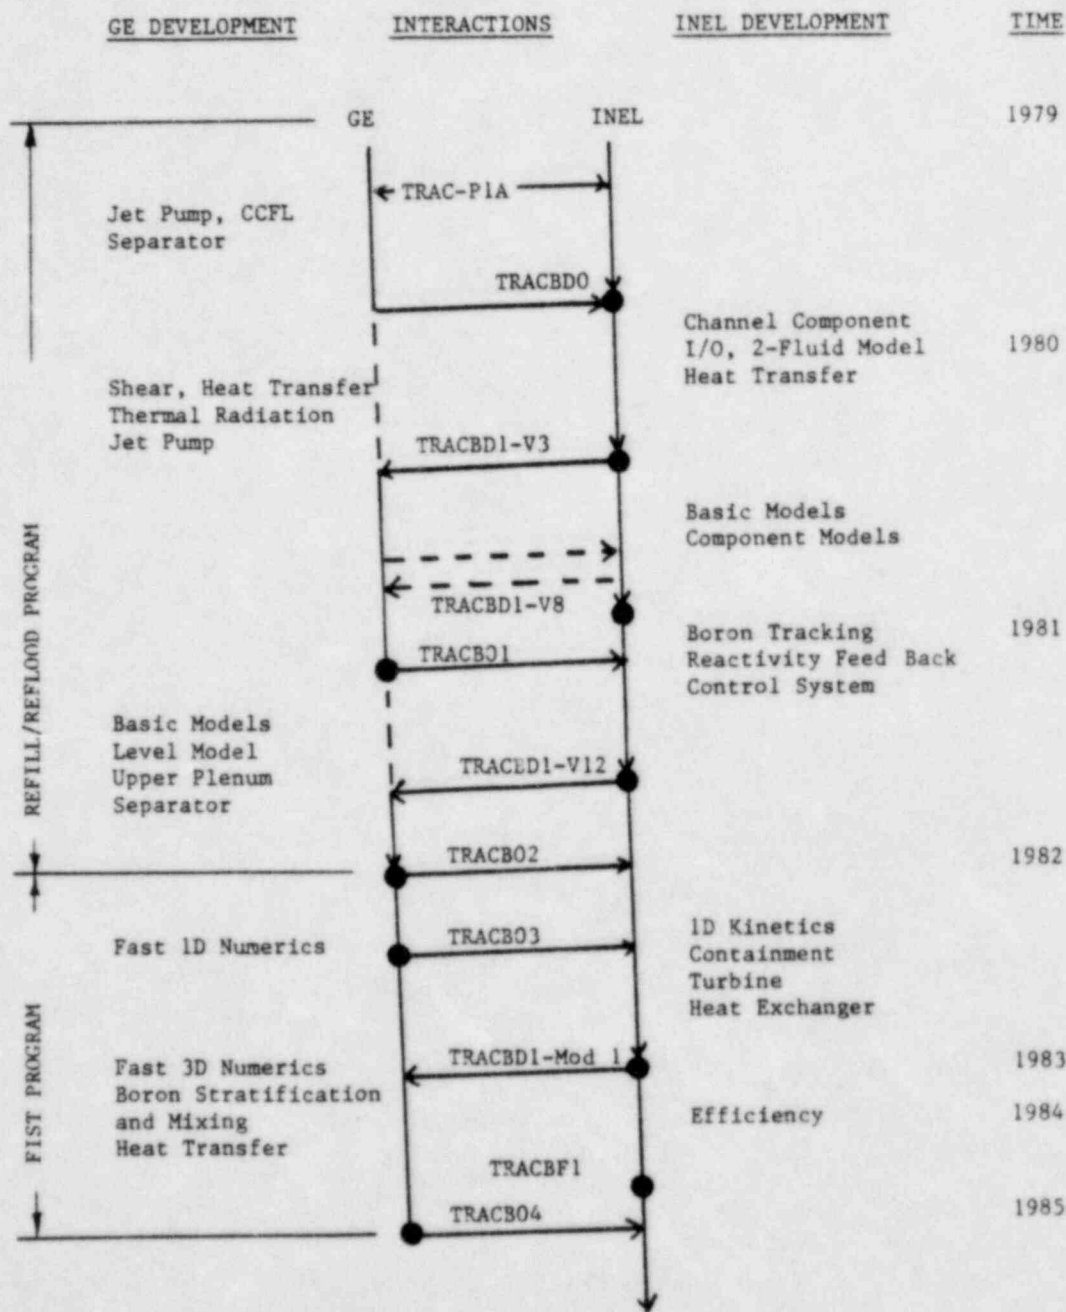 GE DEVELOPMENT INTERACTIONS INEL DEVELOPMENT TIME
GE INEL 1979
TRAC-P1A
Jet Pump, CCFL
Separator
TRACBD0
Channel Component
I/O, 2-Fluid Model 1980
Heat Transfer
Shear, Heat Transfer
Thermal Radiation
Jet Pump
TRACBD1-V3
Basic Models
Component Models
TRACBD1-V8
Boron Tracking 1981
Reactivity Feed Back
Control System
TRACB01
REFILL/REFLOOD PROGRAM
Basic Models
Level Model
Upper Plenum
Separator
TRACBD1-V12
TRACB02 1982
Fast 1D Numerics
TRACB03
1D Kinetics
Containment
Turbine
Heat Exchanger
FIST PROGRAM
TRACBD1-Mod 1 1983
Fast 3D Numerics
Boron Stratification
and Mixing
Heat Transfer
Efficiency 1984
TRACBF1
TRACB04 1985